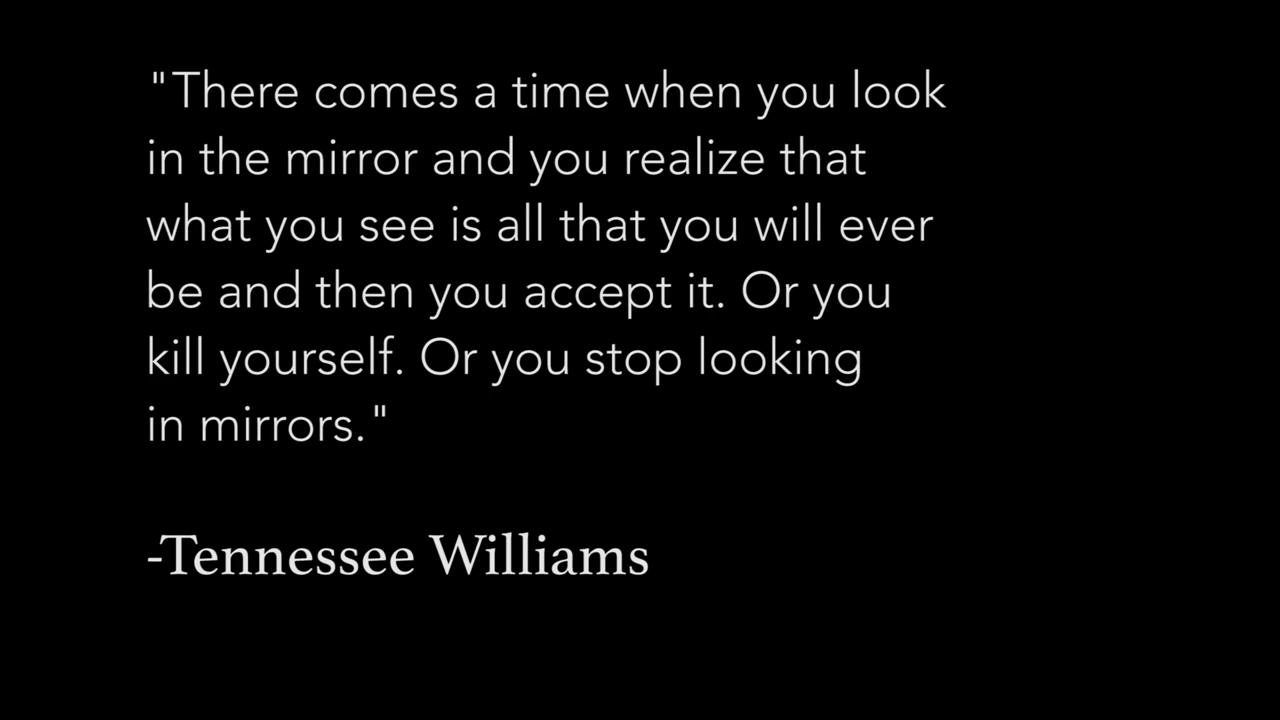 "There comes a time when you look
in the mirror and you realize that
what you see is all that you will ever
be and then you accept it. Or you
kill yourself. Or you stop looking
in mirrors."
-Tennessee Williams